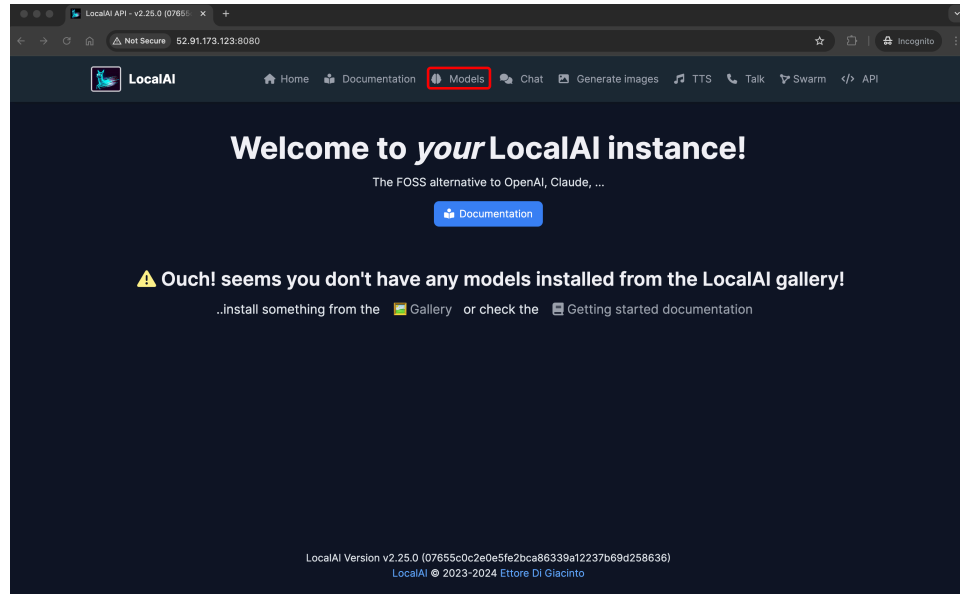 LocalAI API - v2.25.0 (07655
Not Secure 52.91.173.123:8080 Incognito
LocalAI Home Documentation Models Chat Generate images TTS Talk Swarm </> API
Welcome to your LocalAI instance!
The FOSS alternative to OpenAI, Claude, ...
Documentation
Ouch! seems you don't have any models installed from the LocalAI gallery!
..install something from the Gallery or check the Getting started documentation
LocalAI Version v2.25.0 (07655c0c2e0e5fe2bca86339a12237b69d258636)
LocalAI © 2023-2024 Ettore Di Giacinto